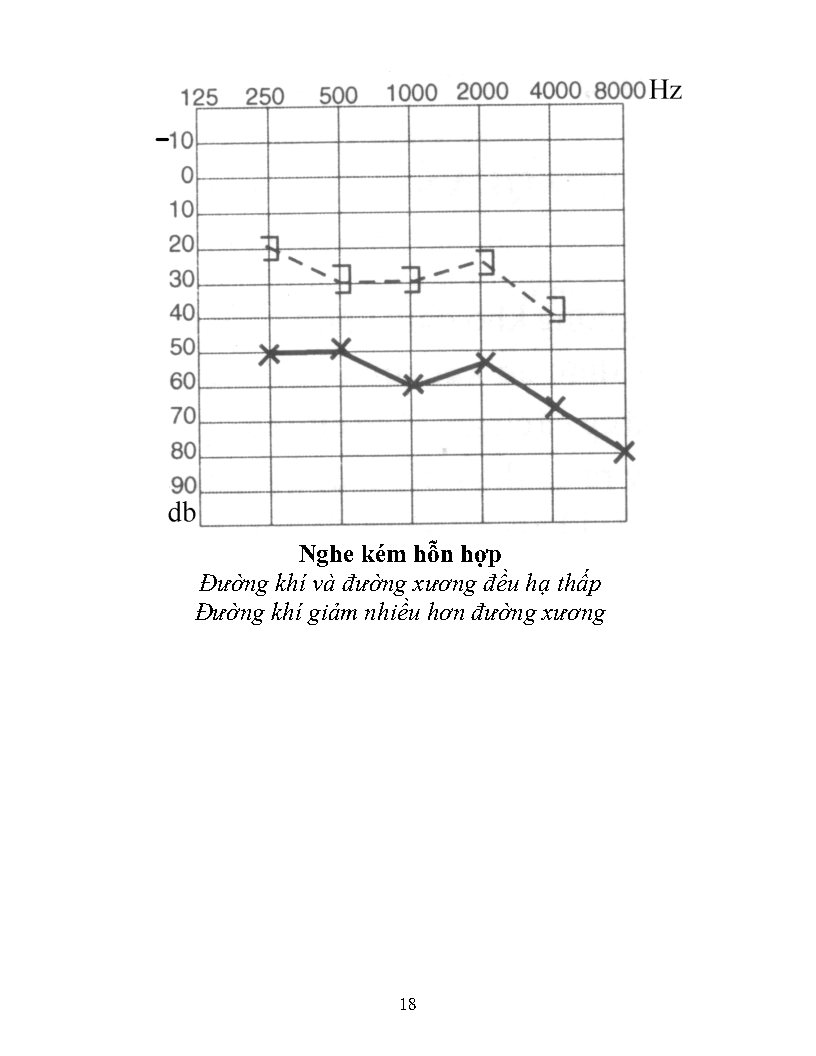 125 250 500 1000 2000 4000 8000 Hz
-10
0
10
20
30
40
50
60
70
80
90
db
Nghe kém hỗn hợp
Đường khí và đường xương đều hạ thấp
Đường khí giảm nhiều hơn đường xương
18